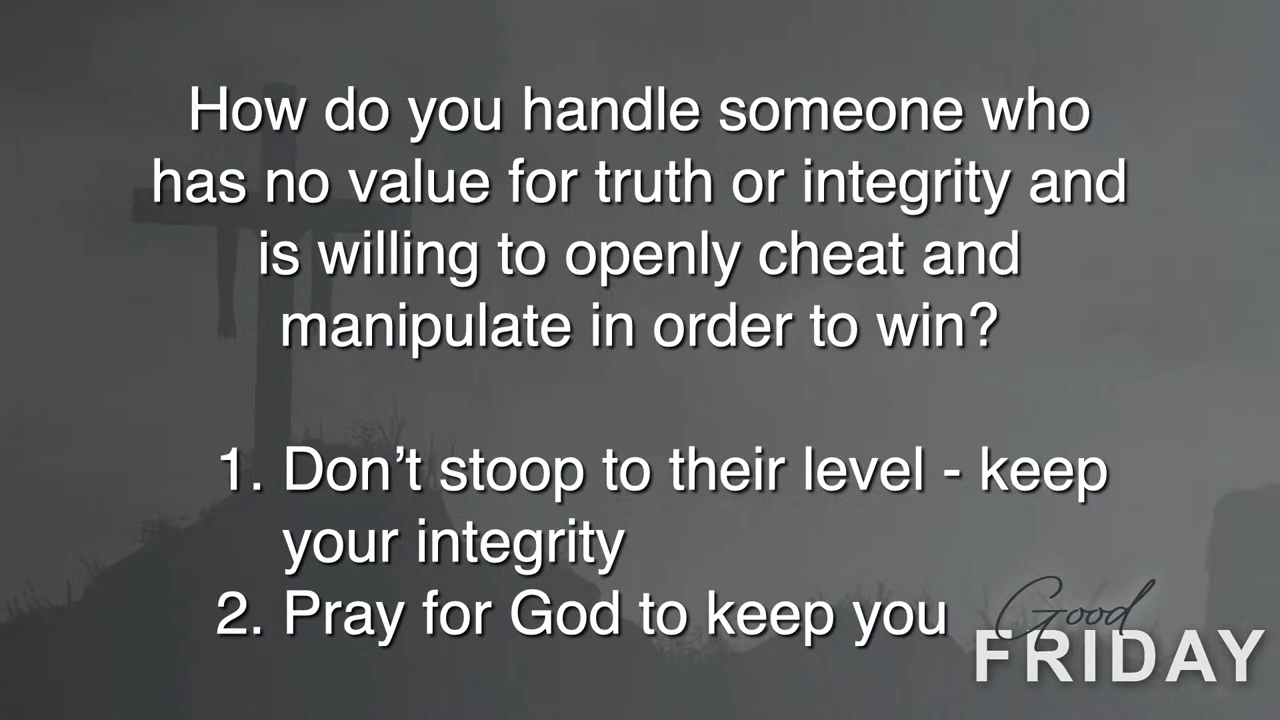 How do you handle someone who
has no value for truth or integrity and
is willing to openly cheat and
manipulate in order to win?
1. Don’t stoop to their level - keep
your integrity
2. Pray for God to keep you
Good
FRIDAY